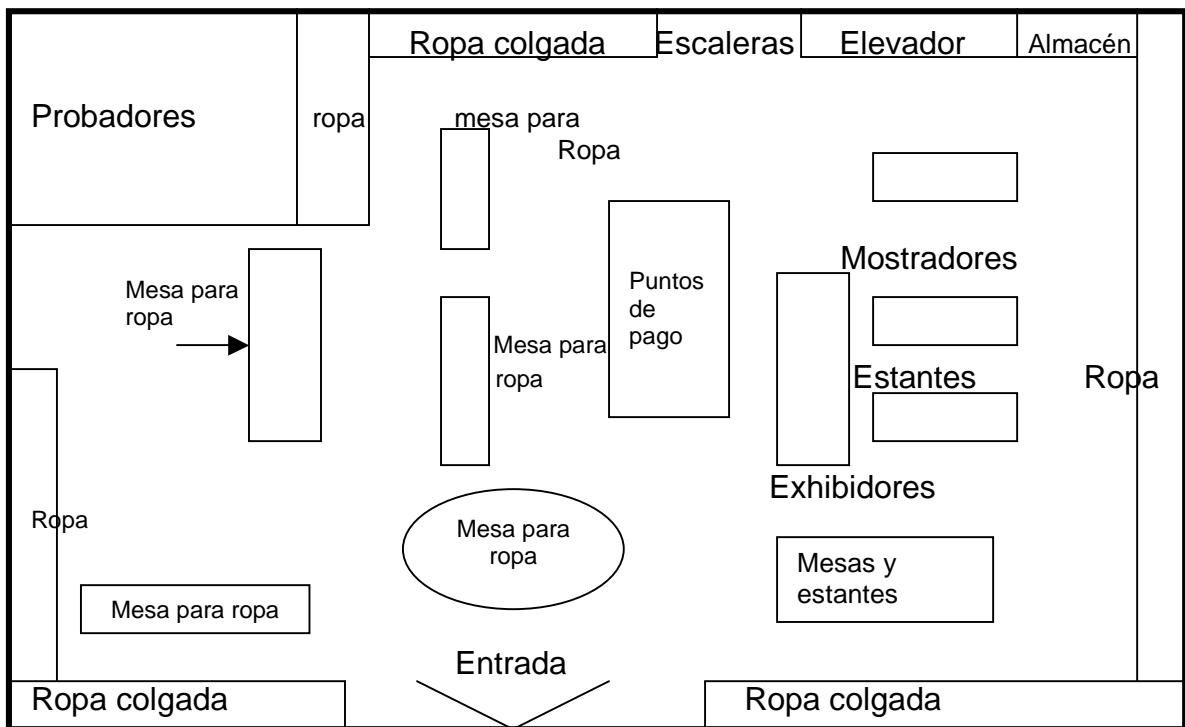 Ropa colgada
Escaleras
Elevador
Almacén
Probadores
ropa
mesa para
Ropa
Mostradores
Mesa para
ropa
Puntos
de
pago
Mesa para
ropa
Estantes
Ropa
Exhibidores
Ropa
Mesa para
ropa
Mesas y
estantes
Mesa para ropa
Entrada
Ropa colgada
Ropa colgada